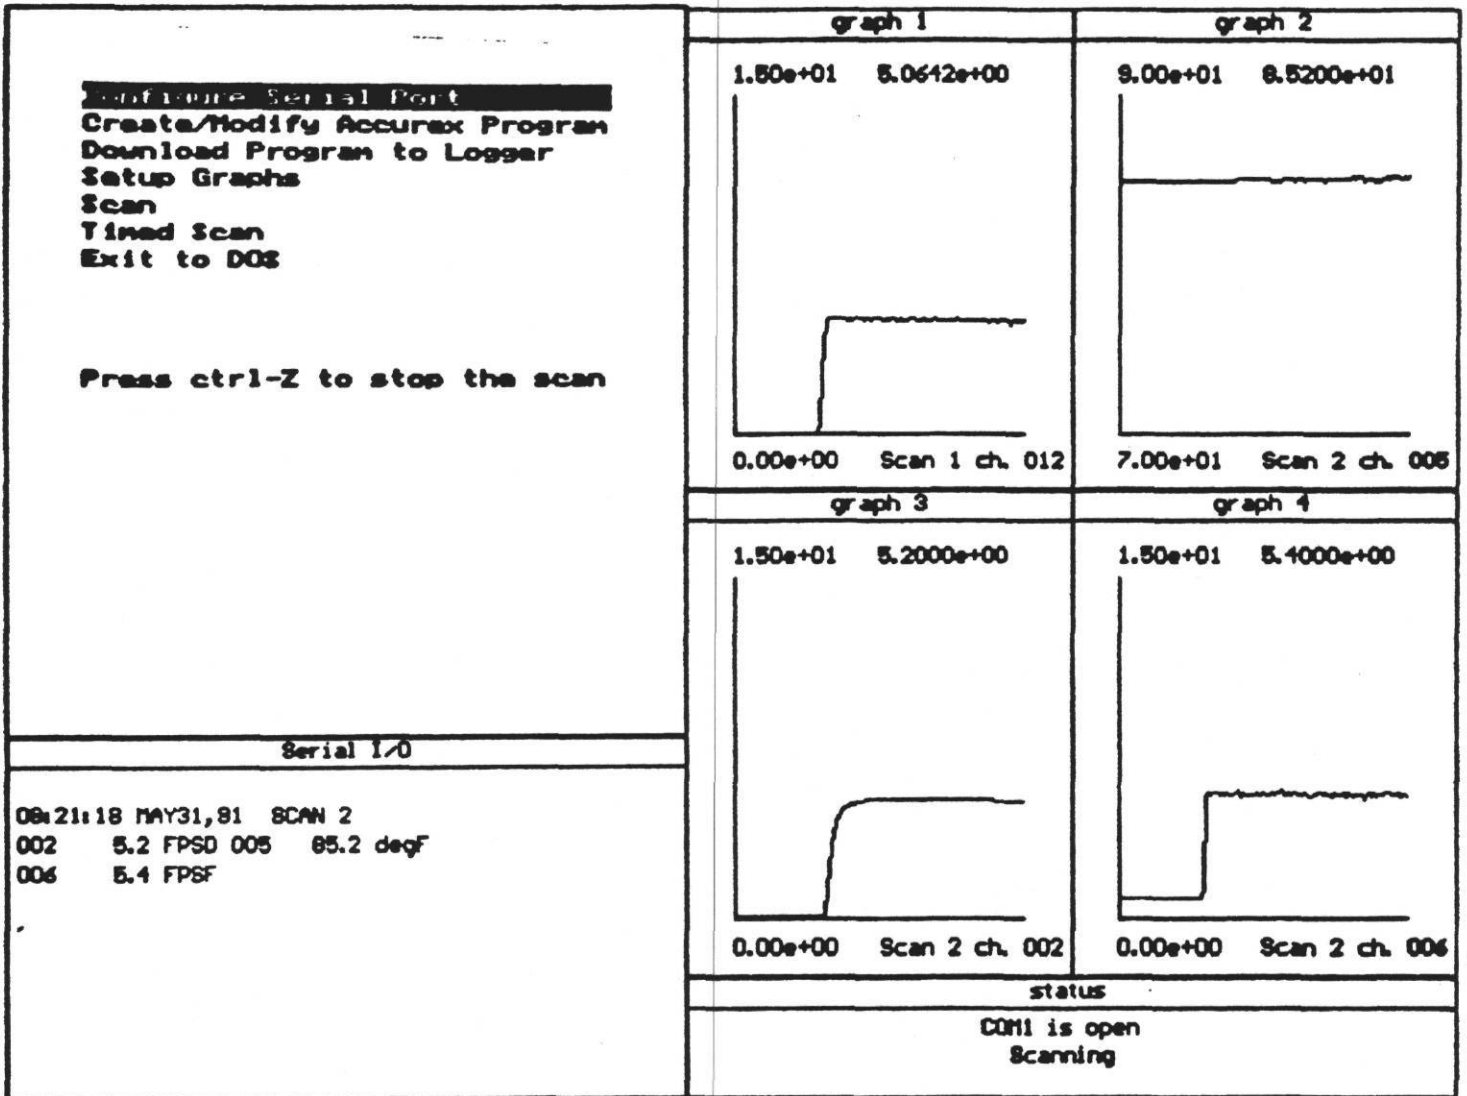 Configure Serial Port
Create/Modify Accurex Program
Download Program to Logger
Setup Graphs
Scan
Timed Scan
Exit to DOS
Press ctrl-Z to stop the scan
Serial I/O
08:21:18 MAY31,91 SCAN 2
002 5.2 FPSD 005 85.2 degF
006 5.4 FPSF
graph 1
1.50e+01 5.0642e+00
0.00e+00 Scan 1 ch. 012
graph 2
9.00e+01 8.5200e+01
7.00e+01 Scan 2 ch. 005
graph 3
1.50e+01 5.2000e+00
0.00e+00 Scan 2 ch. 002
graph 4
1.50e+01 5.4000e+00
0.00e+00 Scan 2 ch. 006
status
COM1 is open
Scanning